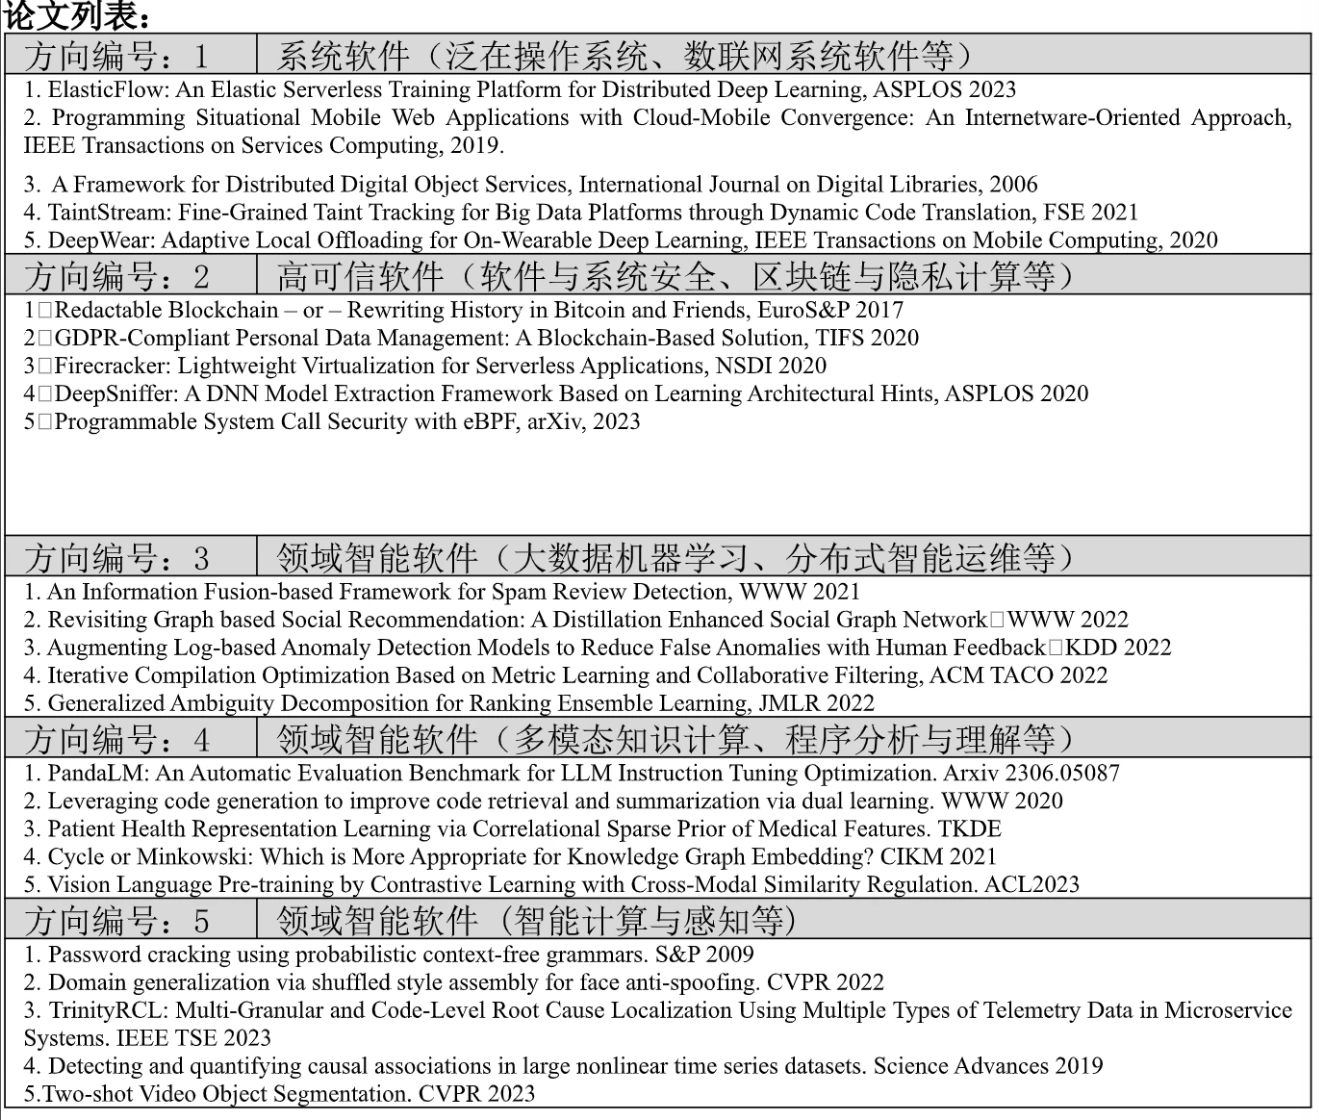 论文列表：
方向编号：1 系统软件（泛在操作系统、数联网系统软件等）
1. ElasticFlow: An Elastic Serverless Training Platform for Distributed Deep Learning, ASPLOS 2023
2. Programming Situational Mobile Web Applications with Cloud-Mobile Convergence: An Internetware-Oriented Approach,
IEEE Transactions on Services Computing, 2019.
3. A Framework for Distributed Digital Object Services, International Journal on Digital Libraries, 2006
4. TaintStream: Fine-Grained Taint Tracking for Big Data Platforms through Dynamic Code Translation, FSE 2021
5. DeepWear: Adaptive Local Offloading for On-Wearable Deep Learning, IEEE Transactions on Mobile Computing, 2020
方向编号：2 高可信软件（软件与系统安全、区块链与隐私计算等）
1□Redactable Blockchain – or – Rewriting History in Bitcoin and Friends, EuroS&P 2017
2□GDPR-Compliant Personal Data Management: A Blockchain-Based Solution, TIFS 2020
3□Firecracker: Lightweight Virtualization for Serverless Applications, NSDI 2020
4□DeepSniffer: A DNN Model Extraction Framework Based on Learning Architectural Hints, ASPLOS 2020
5□Programmable System Call Security with eBPF, arXiv, 2023
方向编号：3 领域智能软件（大数据机器学习、分布式智能运维等）
1. An Information Fusion-based Framework for Spam Review Detection, WWW 2021
2. Revisiting Graph based Social Recommendation: A Distillation Enhanced Social Graph Network□WWW 2022
3. Augmenting Log-based Anomaly Detection Models to Reduce False Anomalies with Human Feedback□KDD 2022
4. Iterative Compilation Optimization Based on Metric Learning and Collaborative Filtering, ACM TACO 2022
5. Generalized Ambiguity Decomposition for Ranking Ensemble Learning, JMLR 2022
方向编号：4 领域智能软件（多模态知识计算、程序分析与理解等）
1. PandaLM: An Automatic Evaluation Benchmark for LLM Instruction Tuning Optimization. Arxiv 2306.05087
2. Leveraging code generation to improve code retrieval and summarization via dual learning. WWW 2020
3. Patient Health Representation Learning via Correlational Sparse Prior of Medical Features. TKDE
4. Cycle or Minkowski: Which is More Appropriate for Knowledge Graph Embedding? CIKM 2021
5. Vision Language Pre-training by Contrastive Learning with Cross-Modal Similarity Regulation. ACL2023
方向编号：5 领域智能软件 (智能计算与感知等)
1. Password cracking using probabilistic context-free grammars. S&P 2009
2. Domain generalization via shuffled style assembly for face anti-spoofing. CVPR 2022
3. TrinityRCL: Multi-Granular and Code-Level Root Cause Localization Using Multiple Types of Telemetry Data in Microservice
Systems. IEEE TSE 2023
4. Detecting and quantifying causal associations in large nonlinear time series datasets. Science Advances 2019
5.Two-shot Video Object Segmentation. CVPR 2023